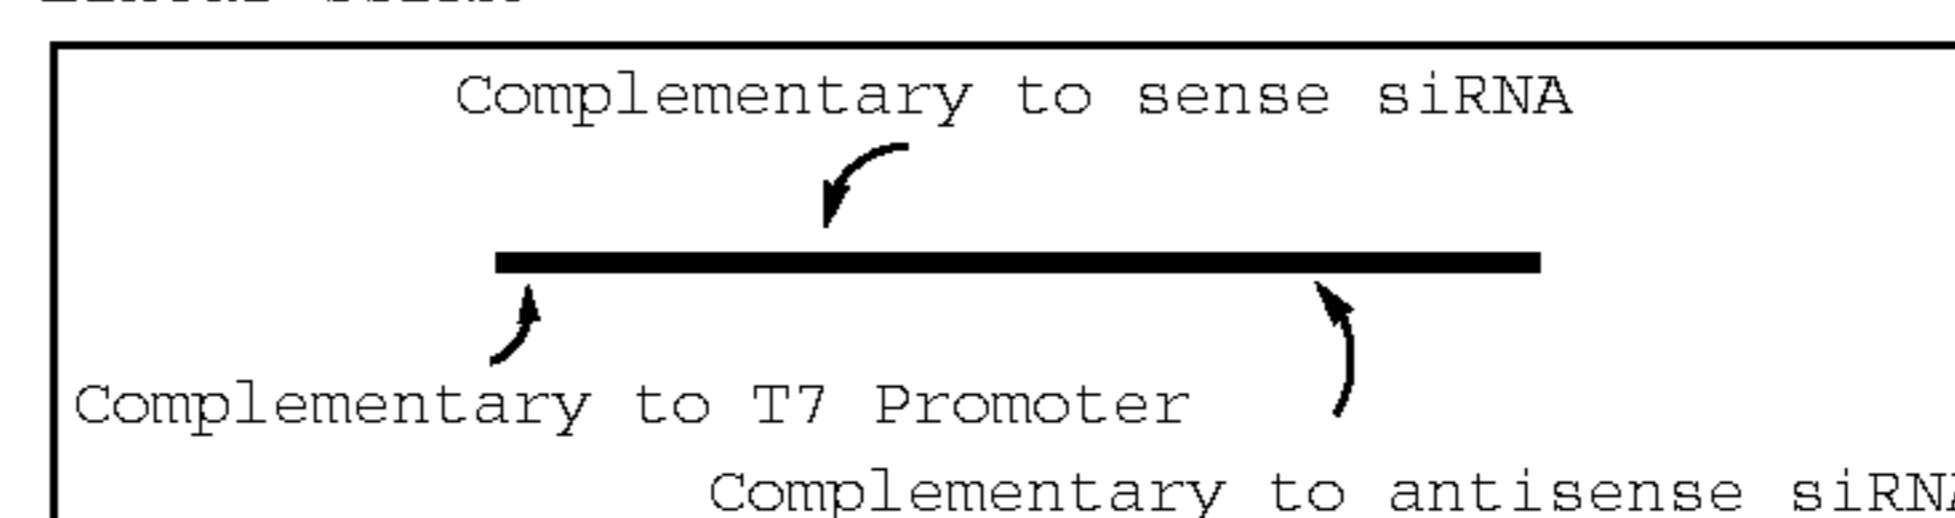 Complementary to sense siRNA
Complementary to T7 Promoter
Complementary to antisense